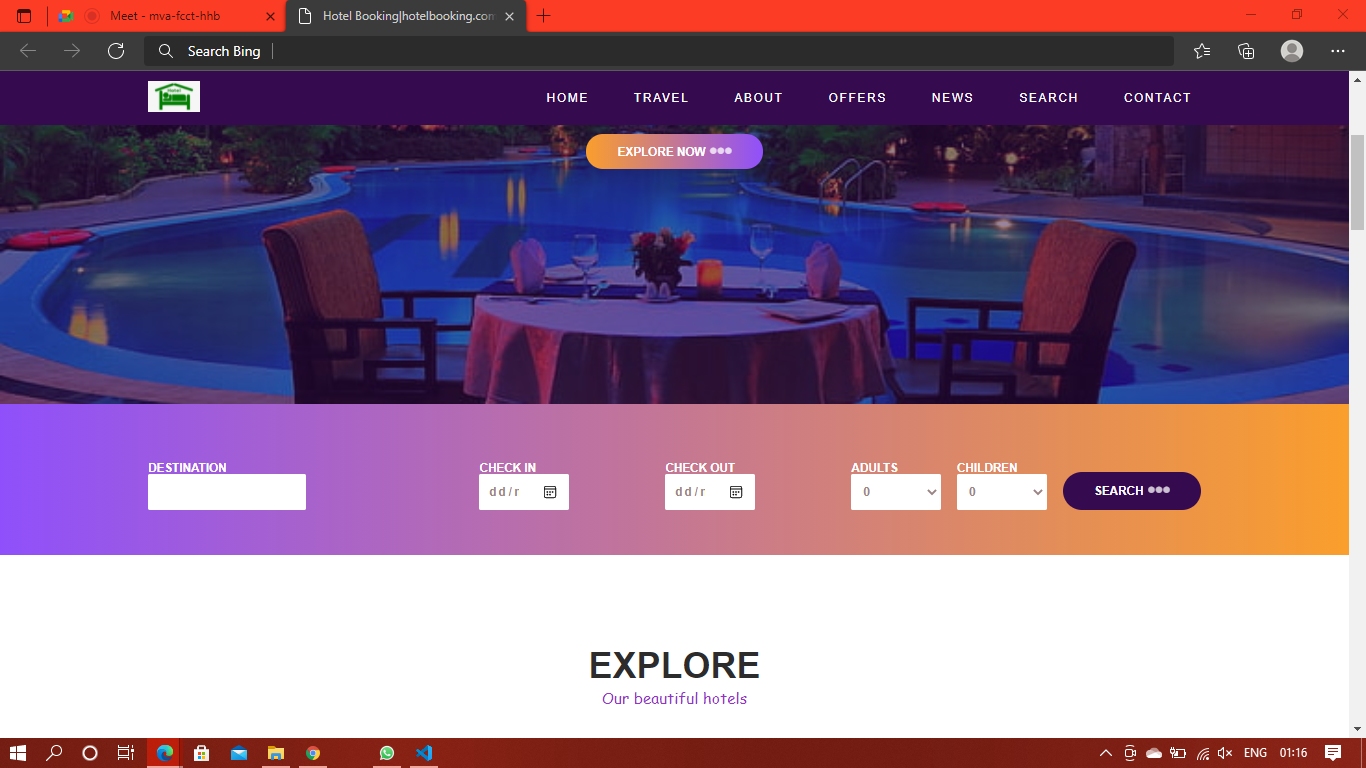 Meet - mva-fcct-hhb
Hotel Booking|hotelbooking.com
Search Bing
Hotel
HOME TRAVEL ABOUT OFFERS NEWS SEARCH CONTACT
EXPLORE NOW
DESTINATION CHECK IN CHECK OUT ADULTS CHILDREN
dd/r dd/r 0 0 SEARCH
EXPLORE
Our beautiful hotels
ENG 01:16